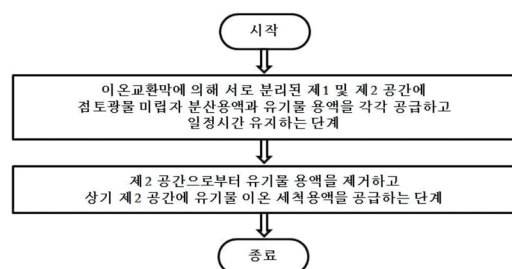 시작
이온교환막에 의해 서로 분리된 제1 및 제2 공간에
점토광물 미립자 분산용액과 유기물 용액을 각각 공급하고
일정시간 유지하는 단계
제2 공간으로부터 유기물 용액을 제거하고
상기 제2 공간에 유기물 이온 세척용액을 공급하는 단계
종료